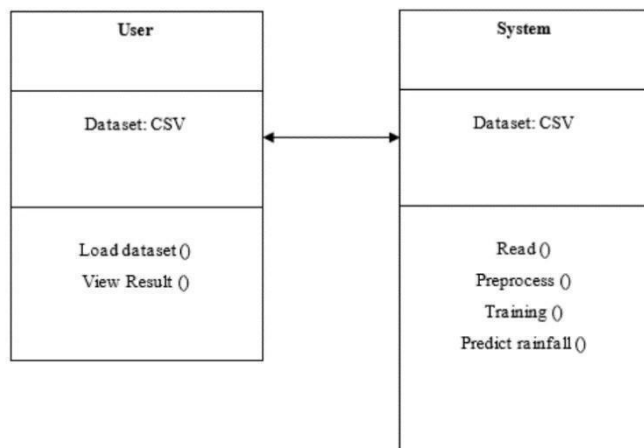 User
Dataset: CSV
Load dataset()
View Result ()
System
Dataset: CSV
Read ()
Preprocess ()
Training ()
Predict rainfall ()